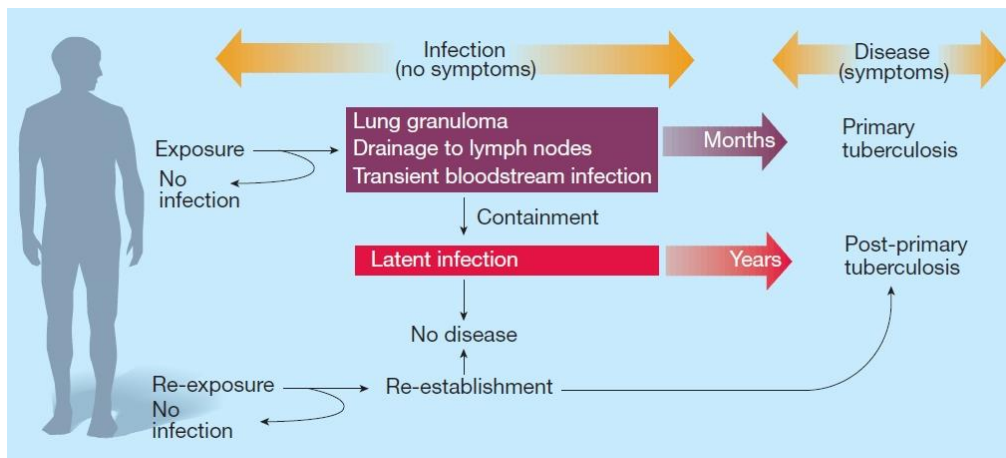 Infection
(no symptoms)
Disease
(symptoms)
Exposure
No
infection
Lung granuloma
Drainage to lymph nodes
Transient bloodstream infection
Months
Primary
tuberculosis
Containment
Latent infection
Years
Post-primary
tuberculosis
No disease
Re-exposure
No
infection
Re-establishment